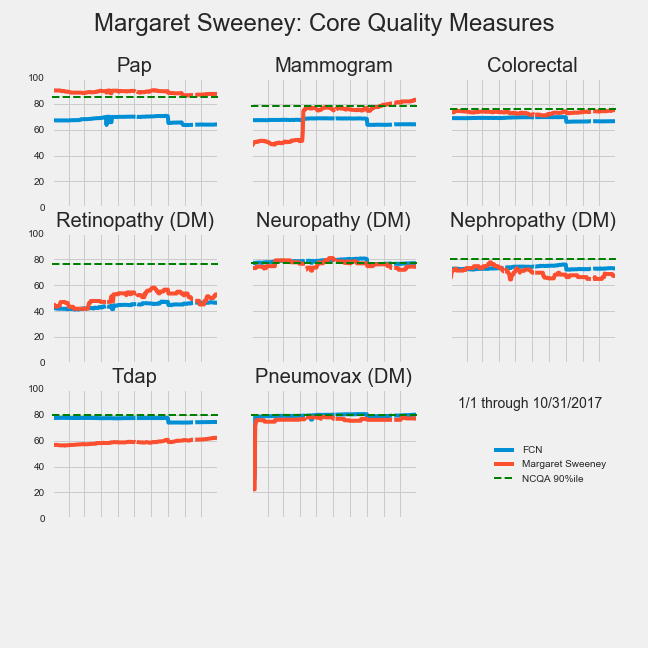 Margaret Sweeney: Core Quality Measures
Pap
Mammogram
Colorectal
100
80
60
40
20
0
Retinopathy (DM)
Neuropathy (DM)
Nephropathy (DM)
100
80
60
40
20
0
Tdap
Pneumovax (DM)
100
80
60
40
20
0
1/1 through 10/31/2017
FCN
Margaret Sweeney
NCQA 90%ile